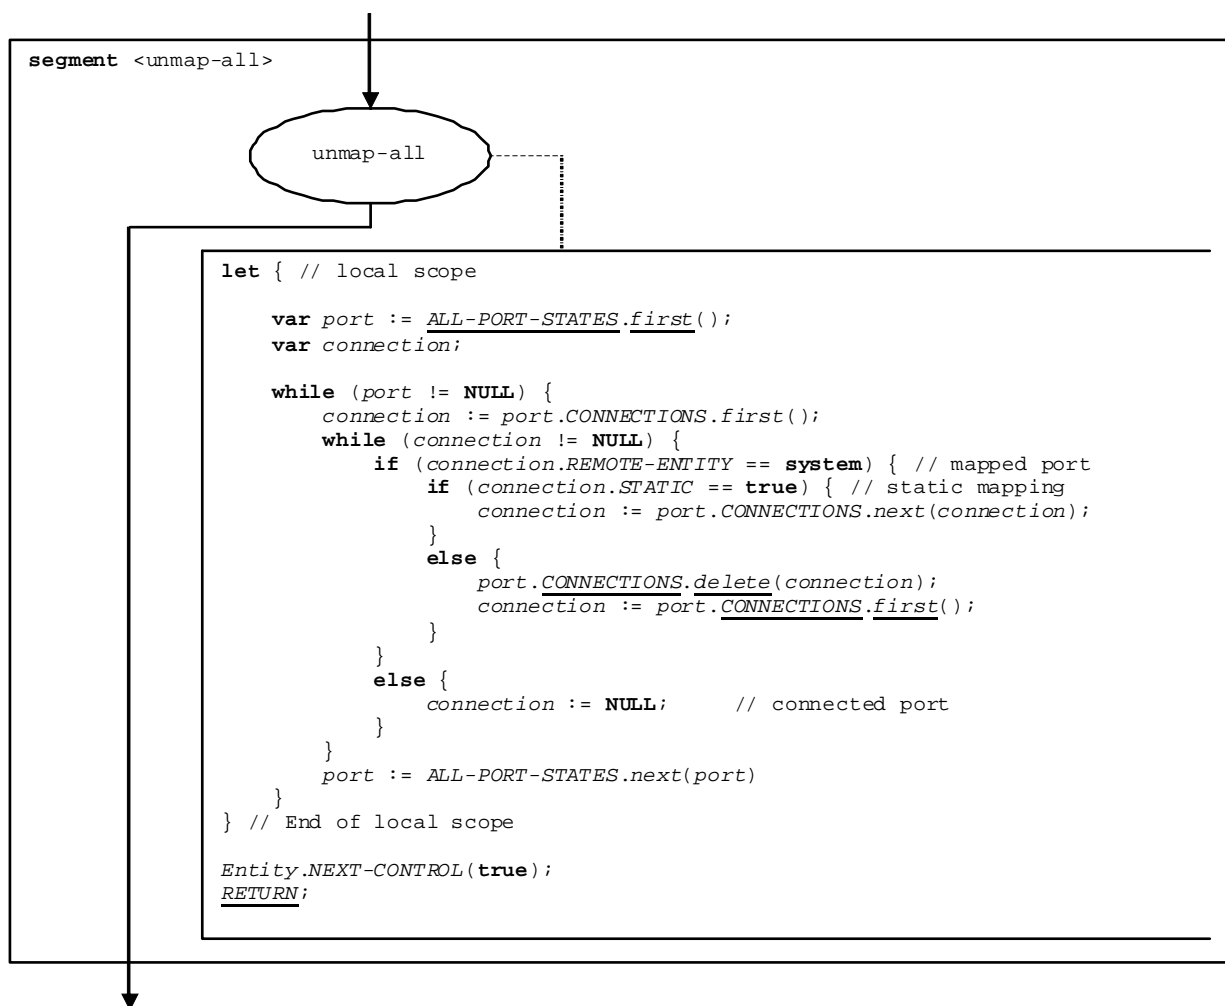 segment <unmap-all>
unmap-all
let { // local scope
var port := ALL-PORT-STATES.first();
var connection;
while (port != NULL) {
connection := port.CONNECTIONS.first();
while (connection != NULL) {
if (connection.REMOTE-ENTITY == system) { // mapped port
if (connection.STATIC == true) { // static mapping
connection := port.CONNECTIONS.next(connection);
}
else {
port.CONNECTIONS.delete(connection);
connection := port.CONNECTIONS.first();
}
}
else {
connection := NULL; // connected port
}
}
port := ALL-PORT-STATES.next(port)
}
} // End of local scope
Entity.NEXT-CONTROL(true);
RETURN;